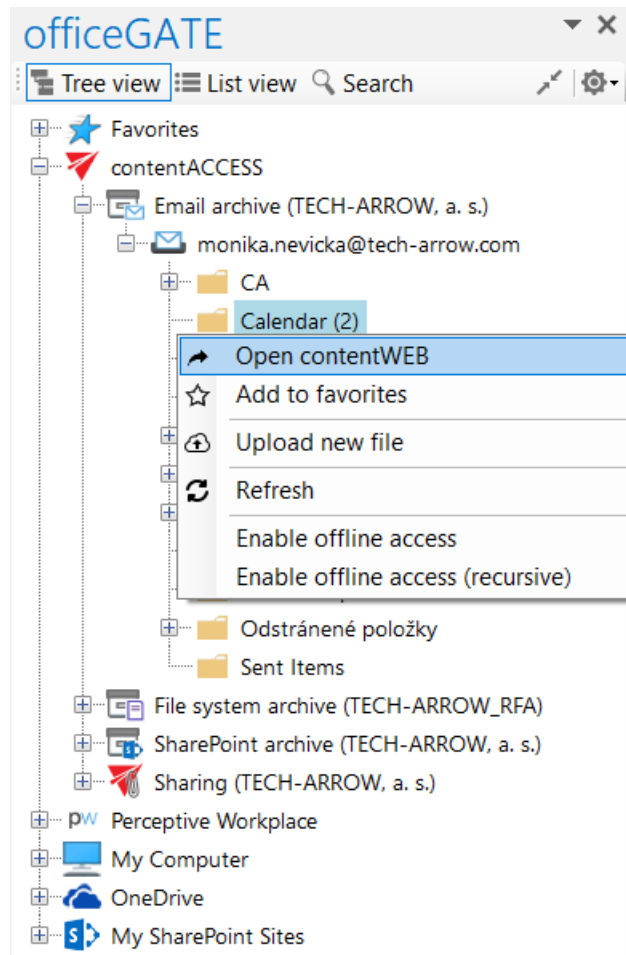 officeGATE
Tree view List view Search
Favorites
contentACCESS
Email archive (TECH-ARROW, a. s.)
monika.nevicka@tech-arrow.com
CA
Calendar (2)
Open contentWEB
Add to favorites
Upload new file
Refresh
Enable offline access
Enable offline access (recursive)
Odstránené položky
Sent Items
File system archive (TECH-ARROW_RFA)
SharePoint archive (TECH-ARROW, a. s.)
Sharing (TECH-ARROW, a. s.)
pw Perceptive Workplace
My Computer
OneDrive
My SharePoint Sites